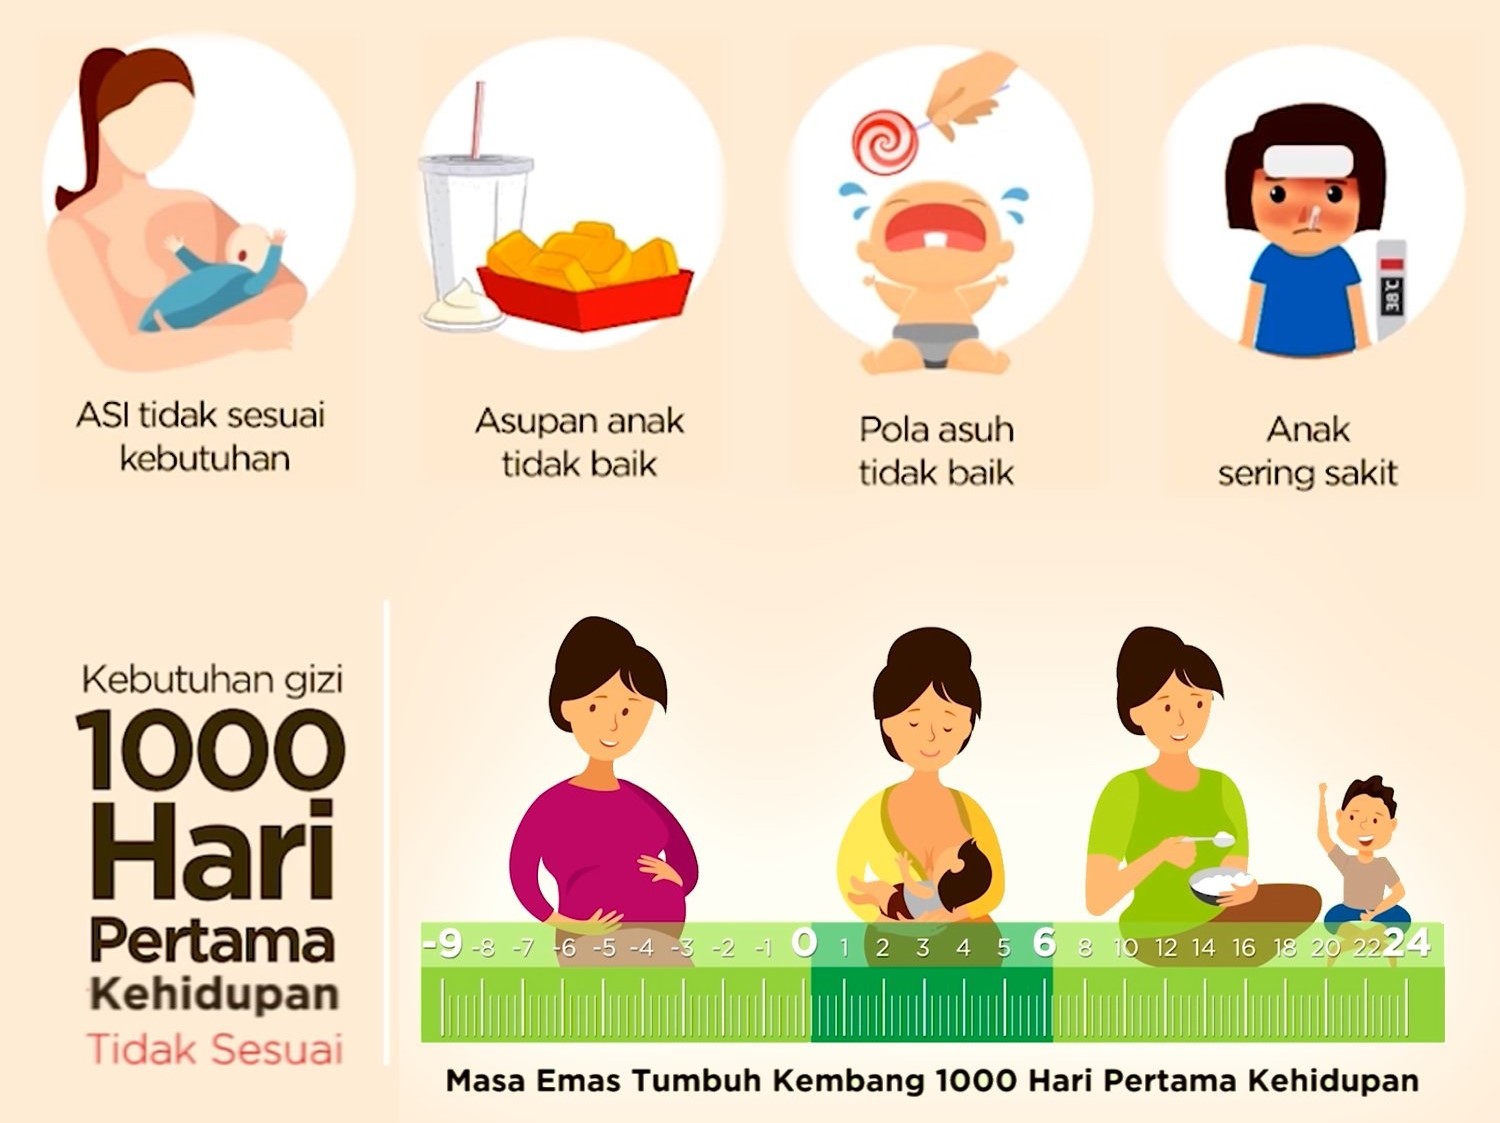 ASI tidak sesuai
kebutuhan
Asupan anak
tidak baik
Pola asuh
tidak baik
38°C
Anak
sering sakit
Kebutuhan gizi
1000
Hari
Pertama
Kehidupan
Tidak Sesuai
-9 -8 -7 -6 -5 -4 -3 -2 -1 0 1 2 3 4 5 6 8 10 12 14 16 18 20 22 24
Masa Emas Tumbuh Kembang 1000 Hari Pertama Kehidupan